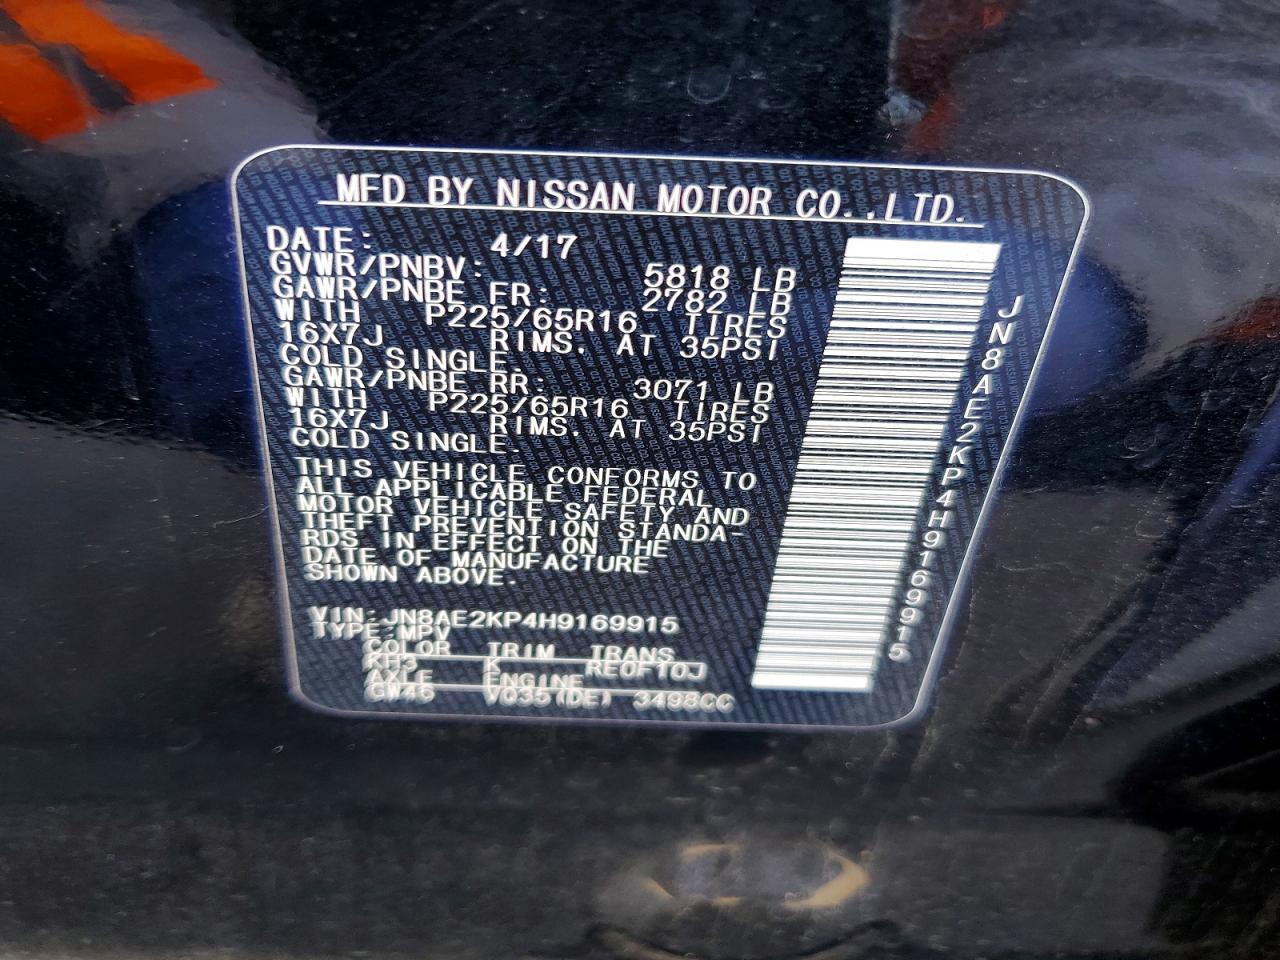 MFD BY NISSAN MOTOR CO.,LTD.
DATE: 4/17
GVWR/PNBV: 5818 LB
GAWR/PNBE FR: 2782 LB
WITH P225/65R16 TIRES
16X7J RIMS. AT 35PSI
COLD SINGLE.
GAWR/PNBE RR: 3071 LB
WITH P225/65R16 TIRES
16X7J RIMS. AT 35PSI
COLD SINGLE.
THIS VEHICLE CONFORMS TO
ALL APPLICABLE FEDERAL
MOTOR VEHICLE SAFETY AND
THEFT PREVENTION STANDA-
RDS IN EFFECT ON THE
DATE OF MANUFACTURE
SHOWN ABOVE.
VIN:JN8AE2KP4H9169915
TYPE:MPV
COLOR TRIM TRANS
KH3 K RE0F10J
AXLE ENGINE
GW46 VQ35(DE) 3498CC
JN8AE2KP4H9169915